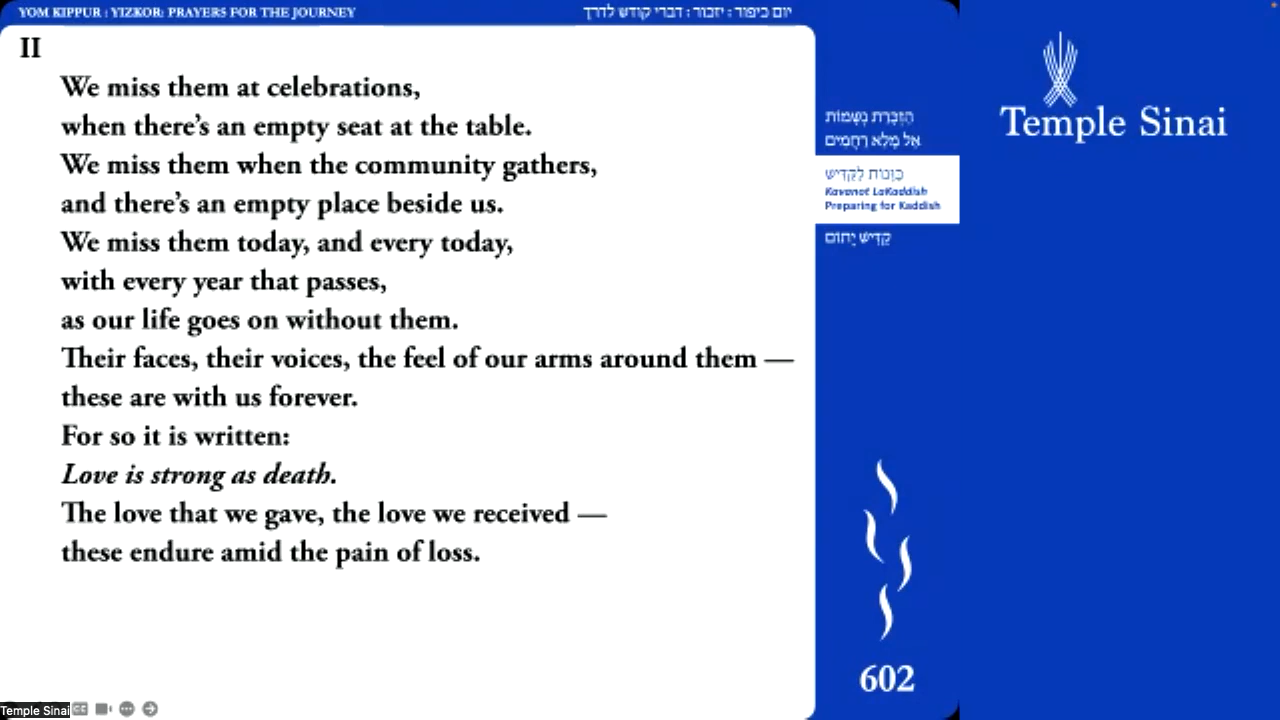 YOM KIPPUR : YIZKOR: PRAYERS FOR THE JOURNEY
יום כיפור : יזכור : דברי קודש לדרך
II
We miss them at celebrations,
when there’s an empty seat at the table.
We miss them when the community gathers,
and there’s an empty place beside us.
We miss them today, and every today,
with every year that passes,
as our life goes on without them.
Their faces, their voices, the feel of our arms around them —
these are with us forever.
For so it is written:
Love is strong as death.
The love that we gave, the love we received —
these endure amid the pain of loss.
הַזְכָּרַת נְשָׁמוֹת
אֵל מָלֵא רַחֲמִים
כַּוָּנוֹת לְקַדִּישׁ
Kavanot LaKaddish
Preparing for Kaddish
קַדִּישׁ יָתוֹם
602
Temple Sinai
Temple Sinai
CC